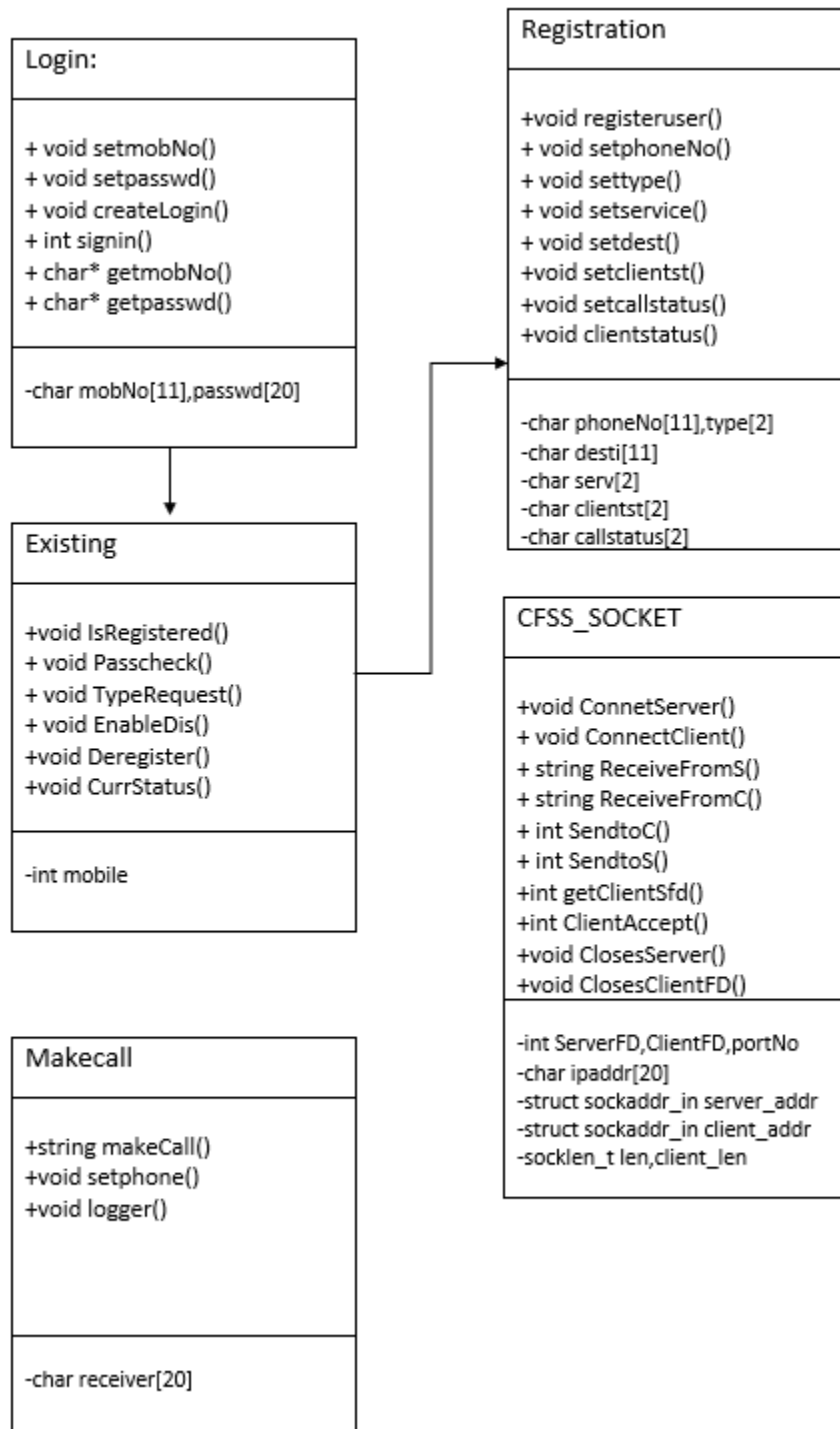 Login:
+ void setmobNo()
+ void setpasswd()
+ void createLogin()
+ int signin()
+ char* getmobNo()
+ char* getpasswd()
-char mobNo[11],passwd[20]
Registration
+void registeruser()
+ void setphoneNo()
+ void settype()
+ void setservice()
+ void setdest()
+void setclientst()
+void setcallstatus()
+void clientstatus()
-char phoneNo[11],type[2]
-char desti[11]
-char serv[2]
-char clientst[2]
-char callstatus[2]
Existing
+void IsRegistered()
+ void Passcheck()
+ void TypeRequest()
+ void EnableDis()
+void Deregister()
+void CurrStatus()
-int mobile
CFSS_SOCKET
+void ConnetServer()
+ void ConnectClient()
+ string ReceiveFromS()
+ string ReceiveFromC()
+ int SendtoC()
+ int SendtoS()
+int getClientSfd()
+int ClientAccept()
+void ClosesServer()
+void ClosesClientFD()
-int ServerFD,ClientFD,portNo
-char ipaddr[20]
-struct sockaddr_in server_addr
-struct sockaddr_in client_addr
-socklen_t len,client_len
Makecall
+string makeCall()
+void setphone()
+void logger()
-char receiver[20]